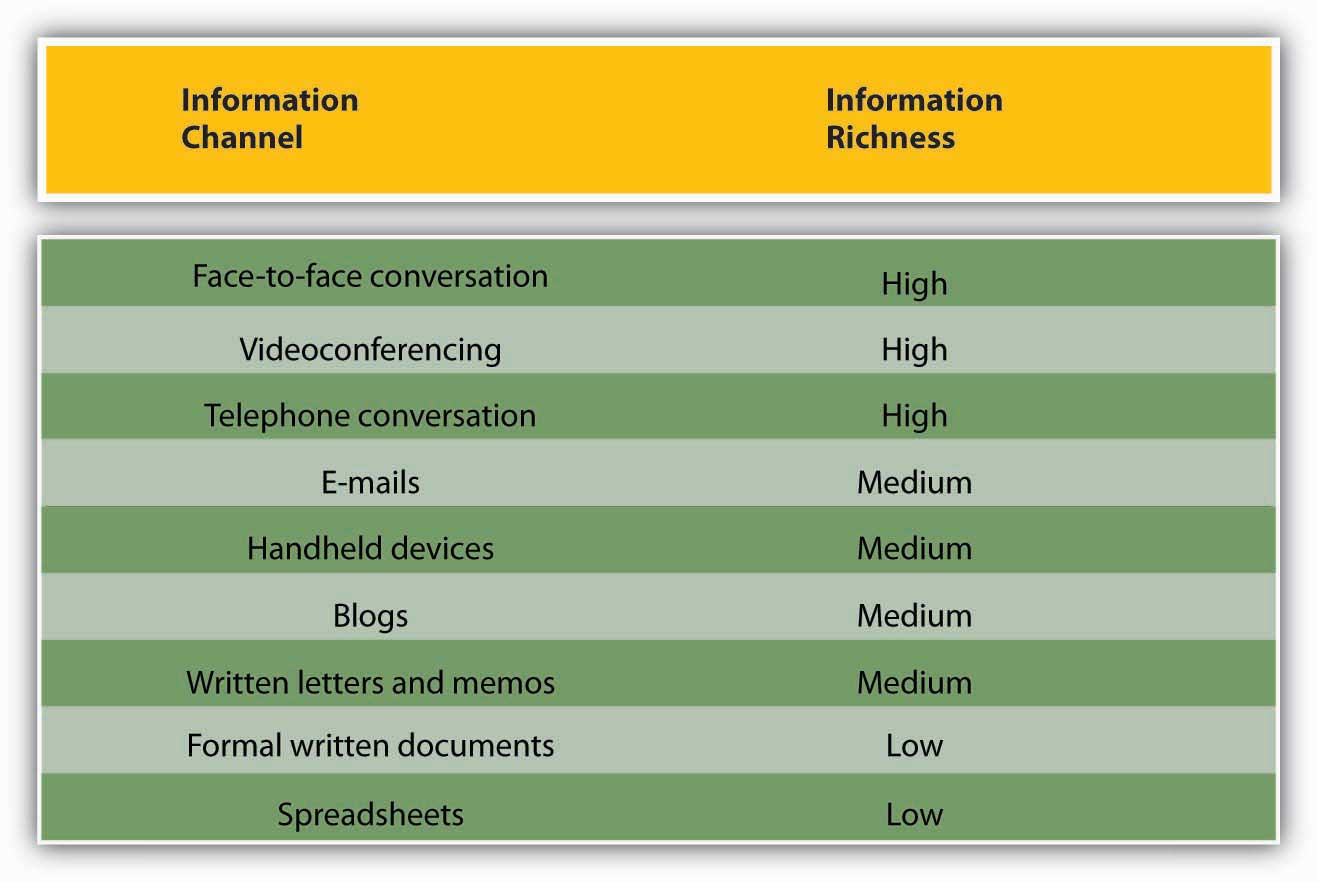 Information Channel
Information Richness
Face-to-face conversation High
Videoconferencing High
Telephone conversation High
E-mails Medium
Handheld devices Medium
Blogs Medium
Written letters and memos Medium
Formal written documents Low
Spreadsheets Low